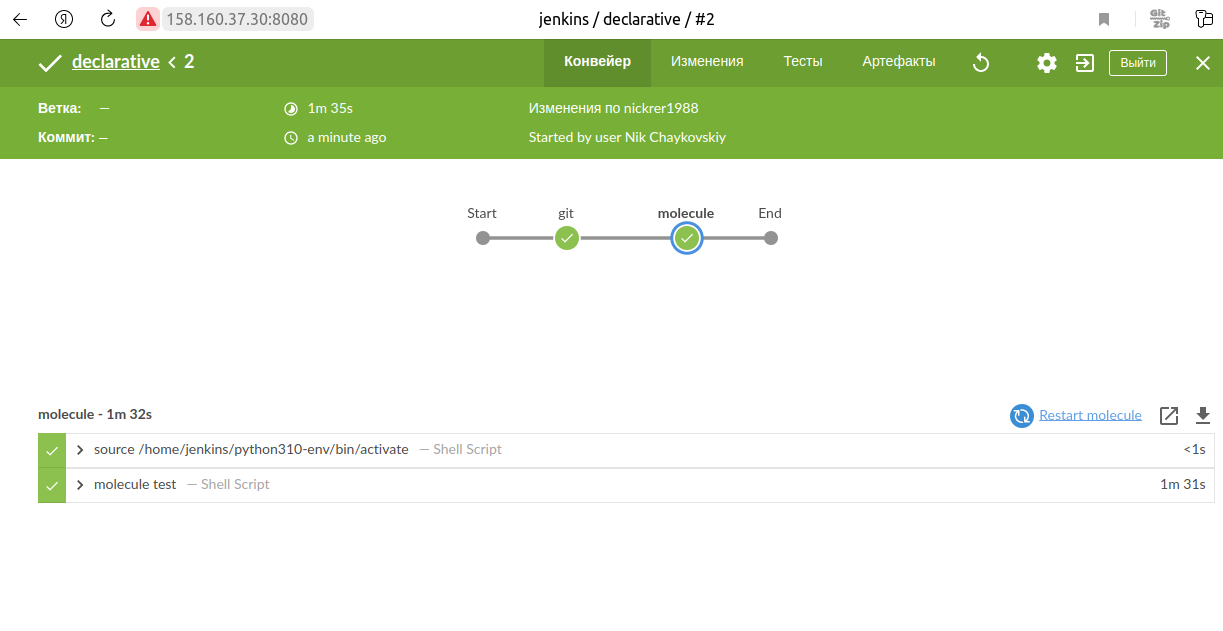 158.160.37.30:8080 jenkins / declarative / #2
Git Zip
declarative < 2 Конвейер Изменения Тесты Артефакты Выйти
Ветка: — 1m 35s Изменения по nickrer1988
Коммит: — a minute ago Started by user Nik Chaykovskiy
Start git molecule End
molecule - 1m 32s Restart molecule
source /home/jenkins/python310-env/bin/activate — Shell Script <1s
molecule test — Shell Script 1m 31s